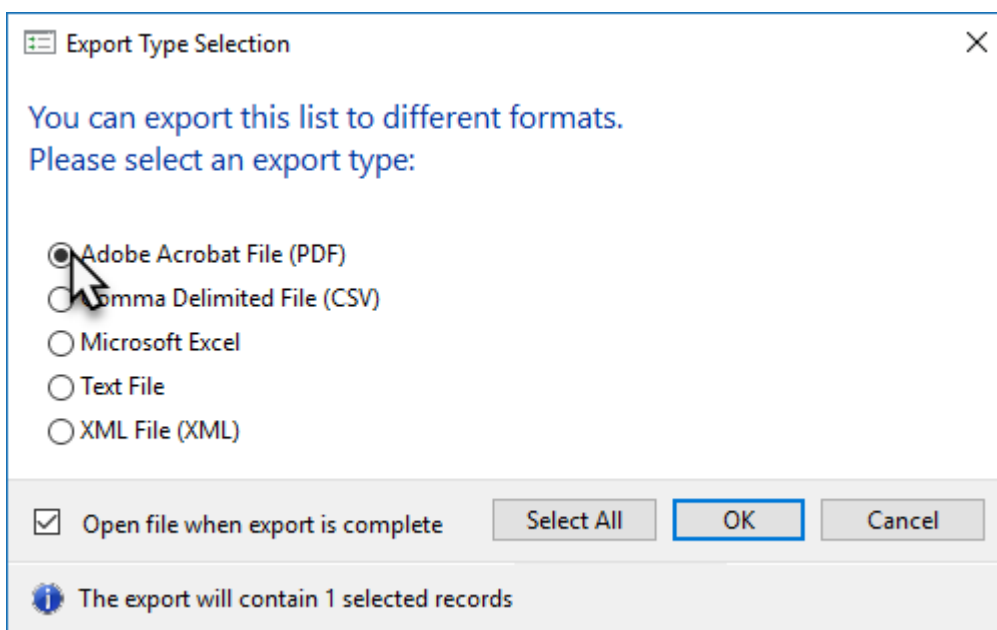 Export Type Selection
You can export this list to different formats.
Please select an export type:
Adobe Acrobat File (PDF)
Comma Delimited File (CSV)
Microsoft Excel
Text File
XML File (XML)
Open file when export is complete
Select All
OK
Cancel
The export will contain 1 selected records